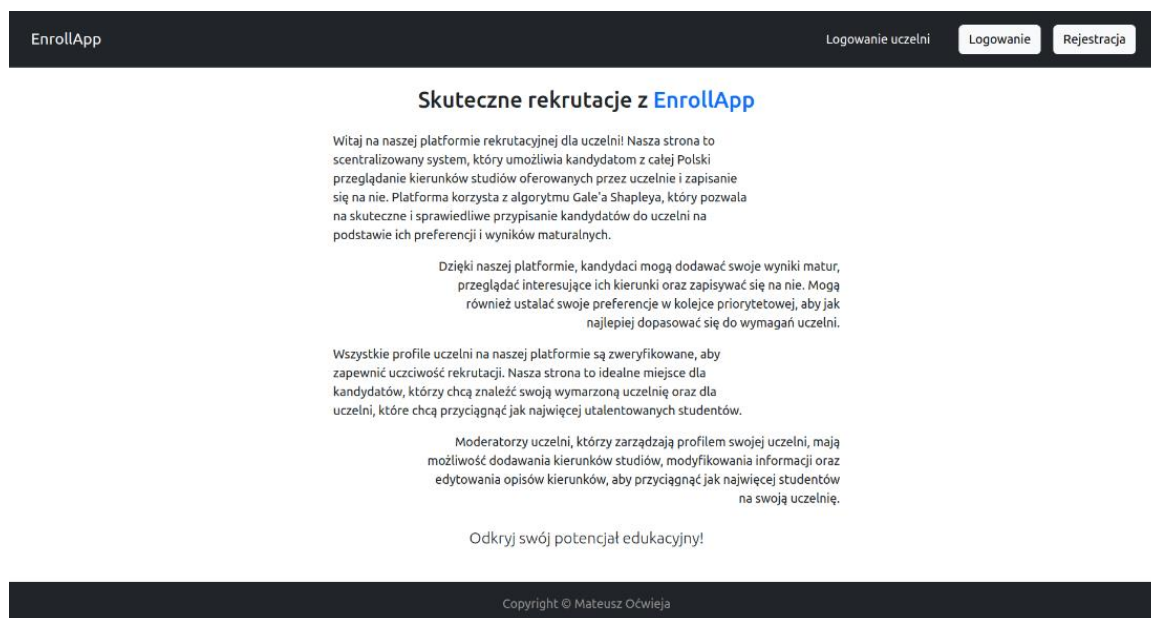 EnrollApp
Logowanie uczelni
Logowanie
Rejestracja
Skuteczne rekrutacje z EnrollApp
Witaj na naszej platformie rekrutacyjnej dla uczelni! Nasza strona to
scentralizowany system, który umożliwia kandydatom z całej Polski
przeglądanie kierunków studiów oferowanych przez uczelnie i zapisanie
się na nie. Platforma korzysta z algorytmu Gale'a Shapleya, który pozwala
na skuteczne i sprawiedliwe przypisanie kandydatów do uczelni na
podstawie ich preferencji i wyników maturalnych.
Dzięki naszej platformie, kandydaci mogą dodawać swoje wyniki matur,
przeglądać interesujące ich kierunki oraz zapisywać się na nie. Mogą
również ustalać swoje preferencje w kolejce priorytetowej, aby jak
najlepiej dopasować się do wymagań uczelni.
Wszystkie profile uczelni na naszej platformie są zweryfikowane, aby
zapewnić uczciwość rekrutacji. Nasza strona to idealne miejsce dla
kandydatów, którzy chcą znaleźć swoją wymarzoną uczelnię oraz dla
uczelni, które chcą przyciągnąć jak najwięcej utalentowanych studentów.
Moderatorzy uczelni, którzy zarządzają profilem swojej uczelni, mają
możliwość dodawania kierunków studiów, modyfikowania informacji oraz
edytowania opisów kierunków, aby przyciągnąć jak najwięcej studentów
na swoją uczelnię.
Odkryj swój potencjał edukacyjny!
Copyright © Mateusz Oćwieja